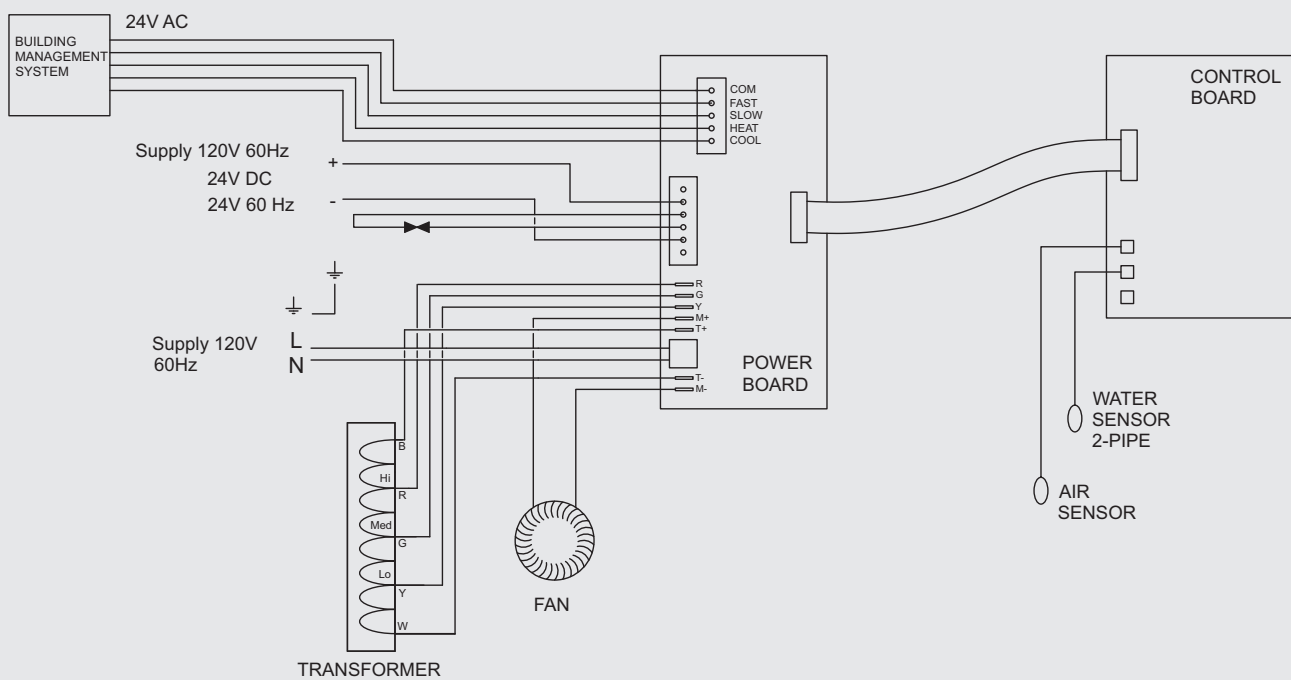 24V AC
BUILDING
MANAGEMENT
SYSTEM
COM
FAST
SLOW
HEAT
COOL
CONTROL
BOARD
Supply 120V 60Hz
+
24V DC
24V 60 Hz
-
R
G
Y
M+
T+
Supply 120V
60Hz
L
N
T-
M-
POWER
BOARD
WATER
SENSOR
2-PIPE
AIR
SENSOR
B
Hi
R
Med
G
Lo
Y
W
FAN
TRANSFORMER